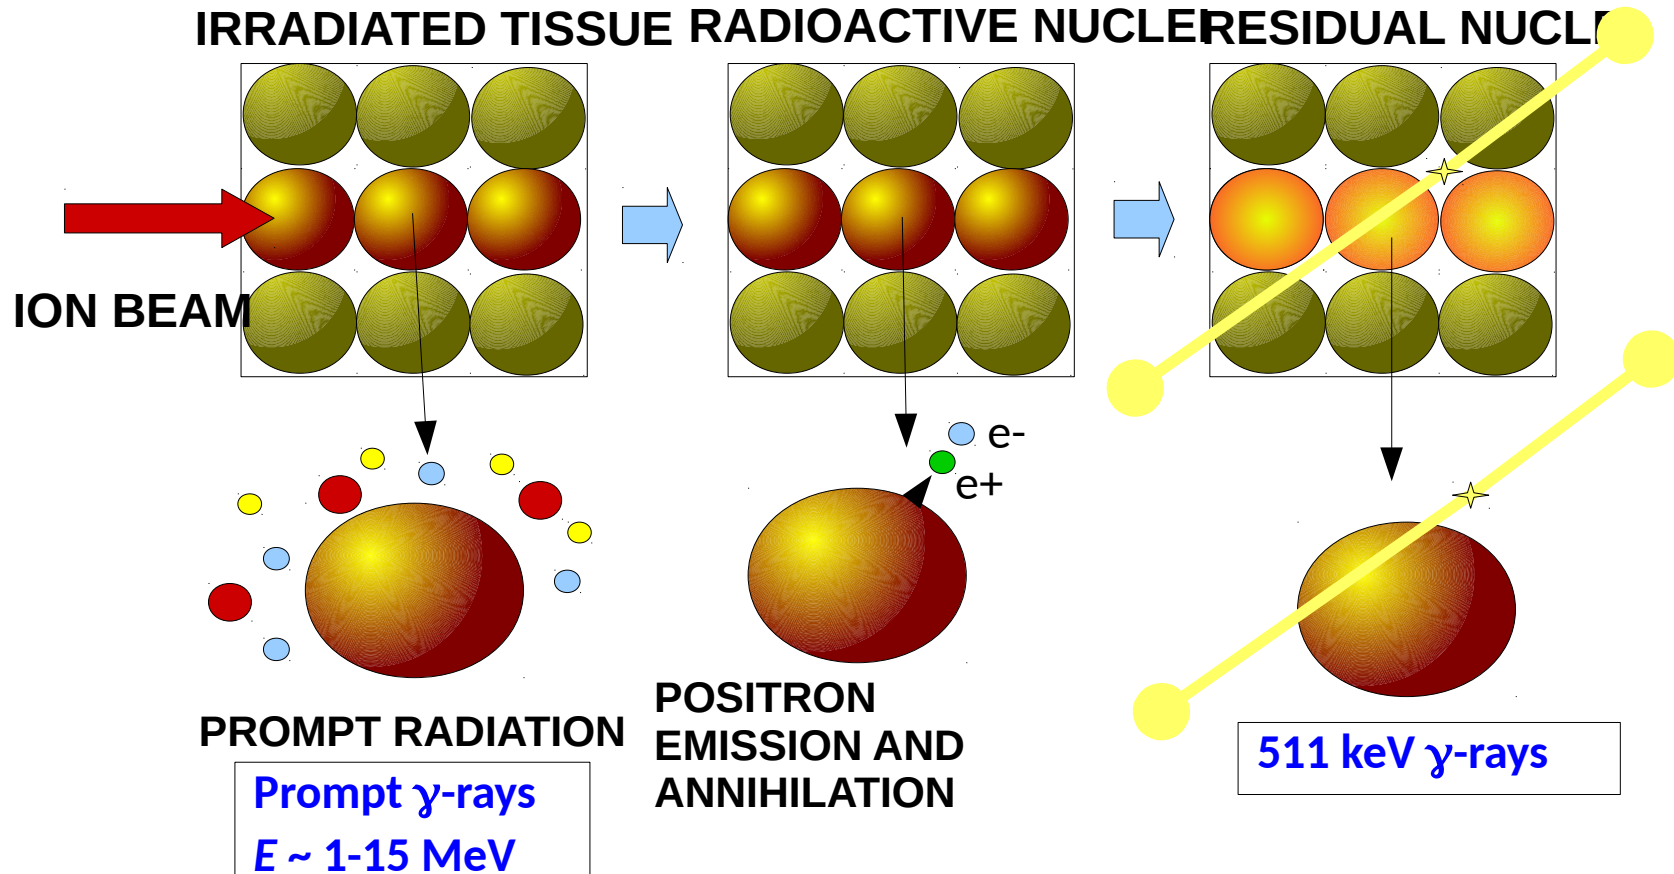 IRRADIATED TISSUE
RADIOACTIVE NUCLEI
RESIDUAL NUCLEI
ION BEAM
e-
e+
PROMPT RADIATION
Prompt γ-rays
E ~ 1-15 MeV
POSITRON
EMISSION AND
ANNIHILATION
511 keV γ-rays